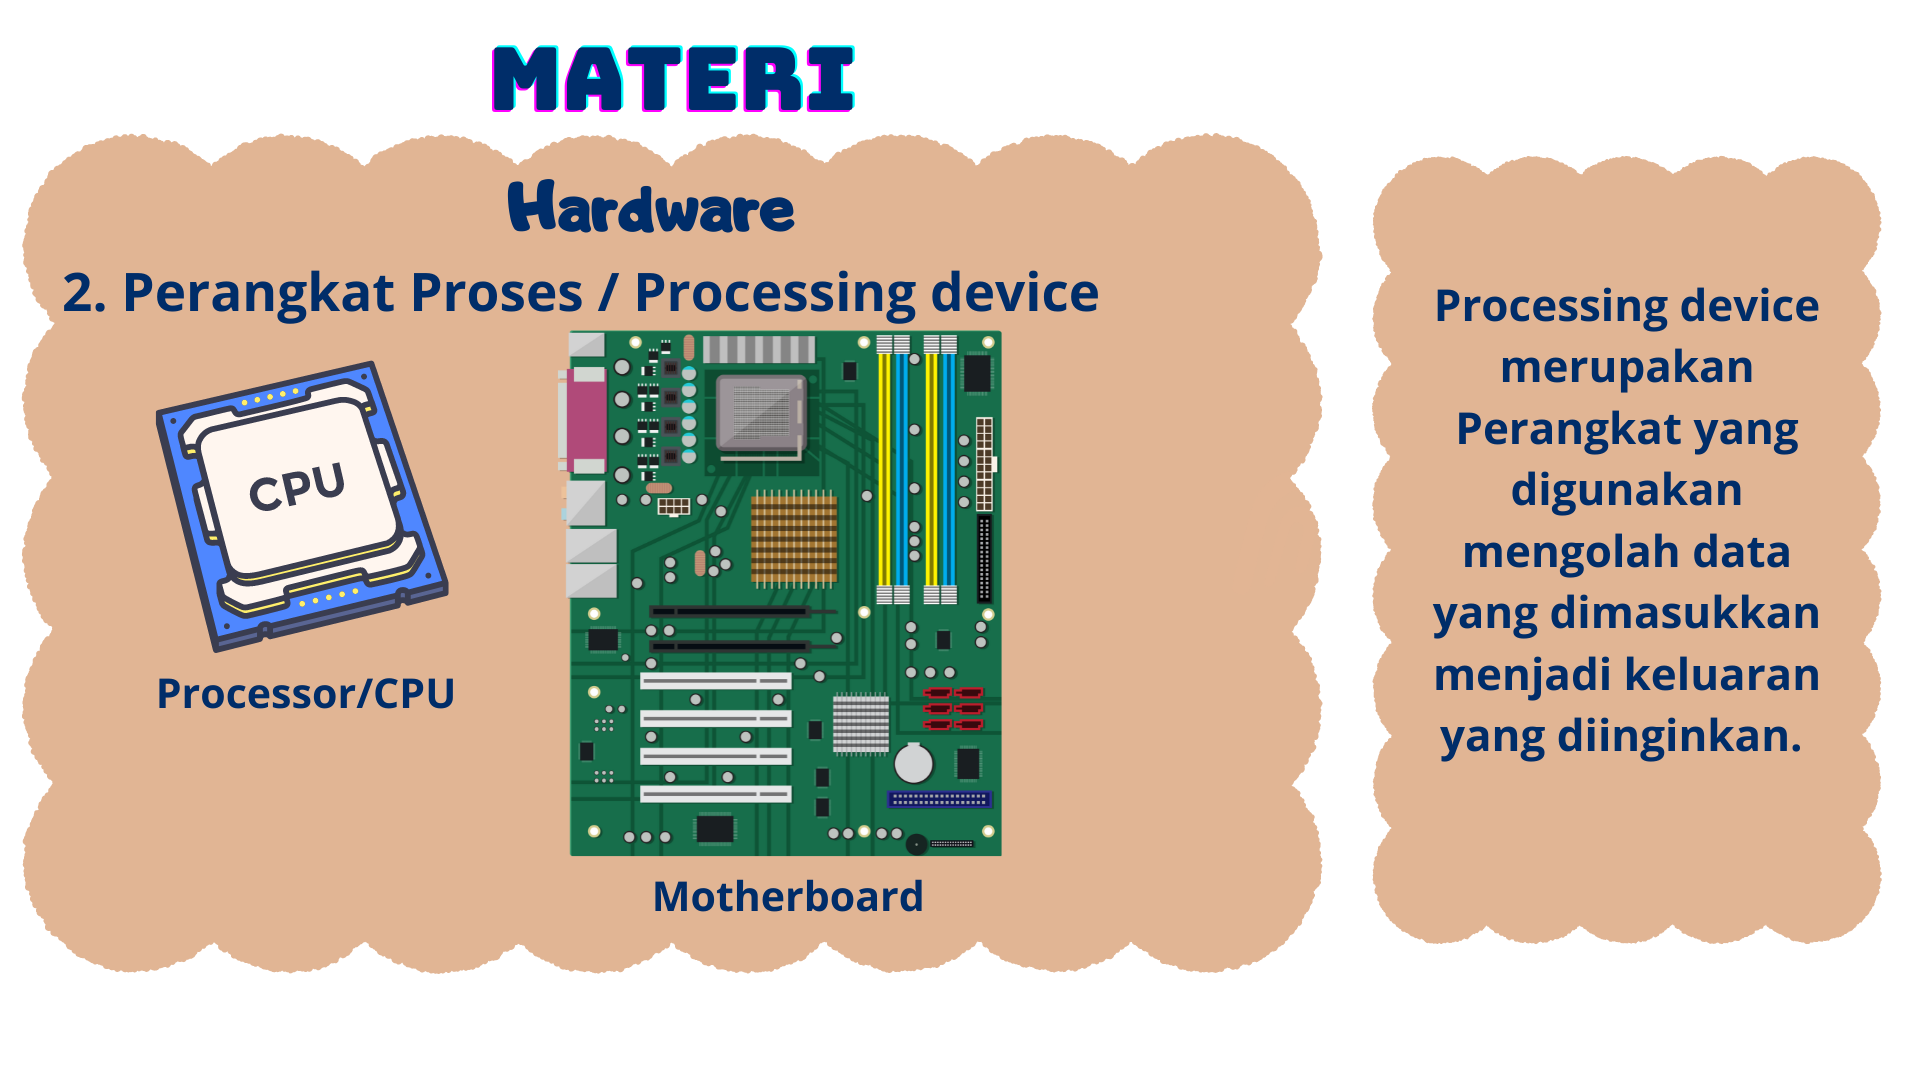 MATERI
Hardware
2. Perangkat Proses / Processing device
CPU
Processor/CPU
Motherboard
Processing device
merupakan
Perangkat yang
digunakan
mengolah data
yang dimasukkan
menjadi keluaran
yang diinginkan.